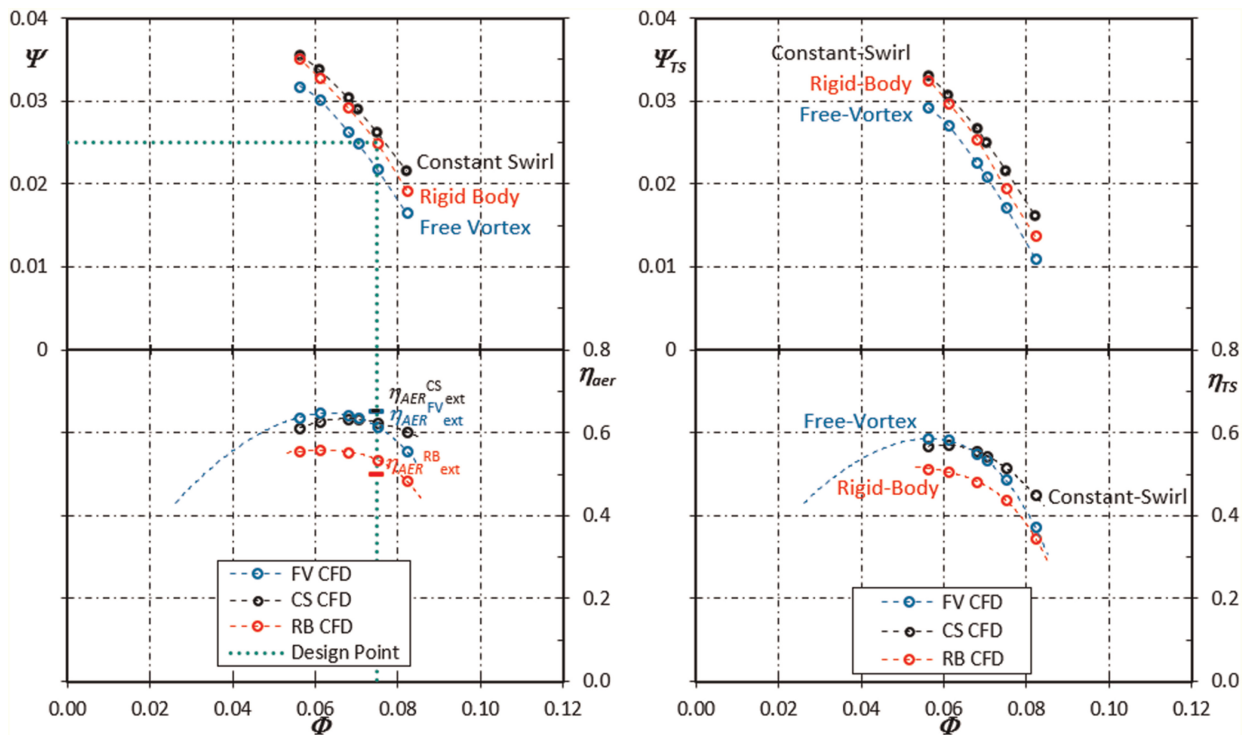 0.04
Ψ
0.03
0.02
0.01
0
Constant Swirl
Rigid Body
Free Vortex
0.8
η_aer
0.6
0.4
0.2
0.0
η_AER^CS_ext
η_AER^FV_ext
η_AER^RB_ext
FV CFD
CS CFD
RB CFD
Design Point
0.00 0.02 0.04 0.06 0.08 0.10 0.12
Φ
0.04
Ψ_TS
0.03
0.02
0.01
0
Constant-Swirl
Rigid-Body
Free-Vortex
0.8
η_TS
0.6
0.4
0.2
0.0
Free-Vortex
Rigid-Body
Constant-Swirl
FV CFD
CS CFD
RB CFD
0.00 0.02 0.04 0.06 0.08 0.10 0.12
Φ